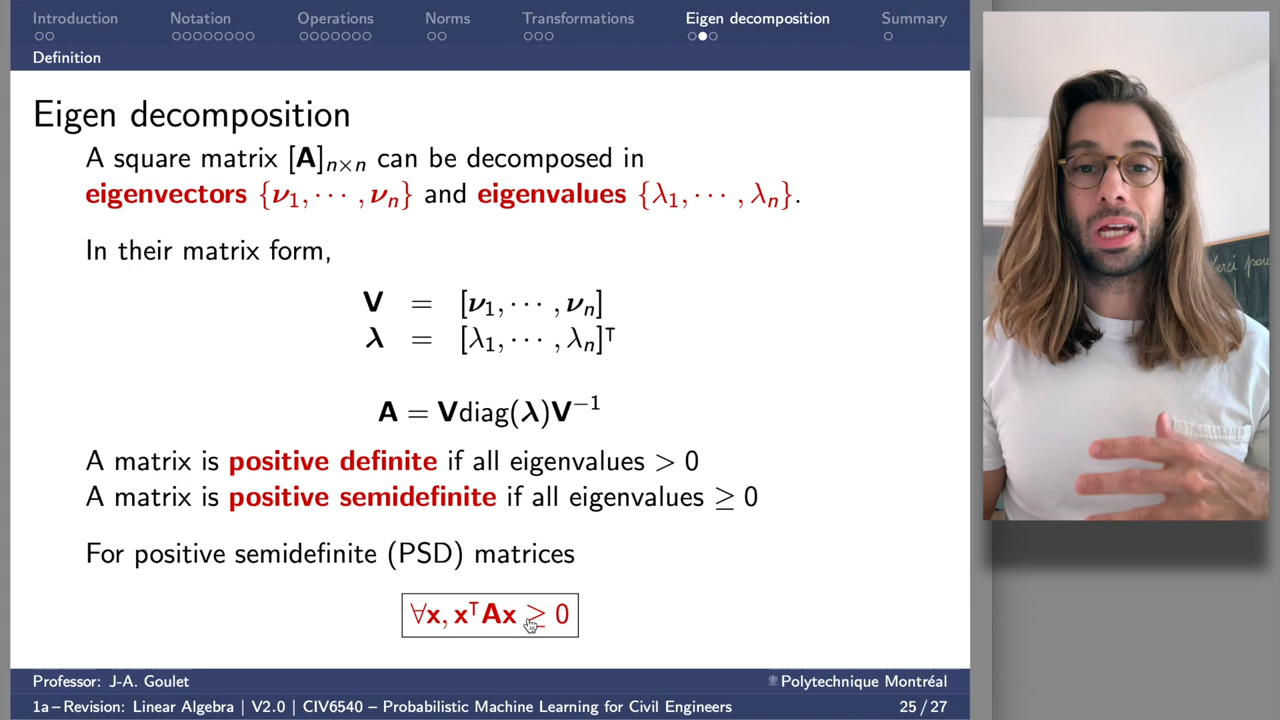 Introduction Notation Operations Norms Transformations Eigen decomposition Summary
Definition
Eigen decomposition
A square matrix [A]n×n can be decomposed in
eigenvectors {ν1, ⋯ , νn} and eigenvalues {λ1, ⋯ , λn}.
In their matrix form,
V = [ν1, ⋯ , νn]
λ = [λ1, ⋯ , λn]⊺
A = Vdiag(λ)V−1
A matrix is positive definite if all eigenvalues > 0
A matrix is positive semidefinite if all eigenvalues ≥ 0
For positive semidefinite (PSD) matrices
∀x, x⊺Ax ≥ 0
Professor: J-A. Goulet Polytechnique Montréal
1a – Revision: Linear Algebra | V2.0 | CIV6540 – Probabilistic Machine Learning for Civil Engineers 25 / 27
erci pou